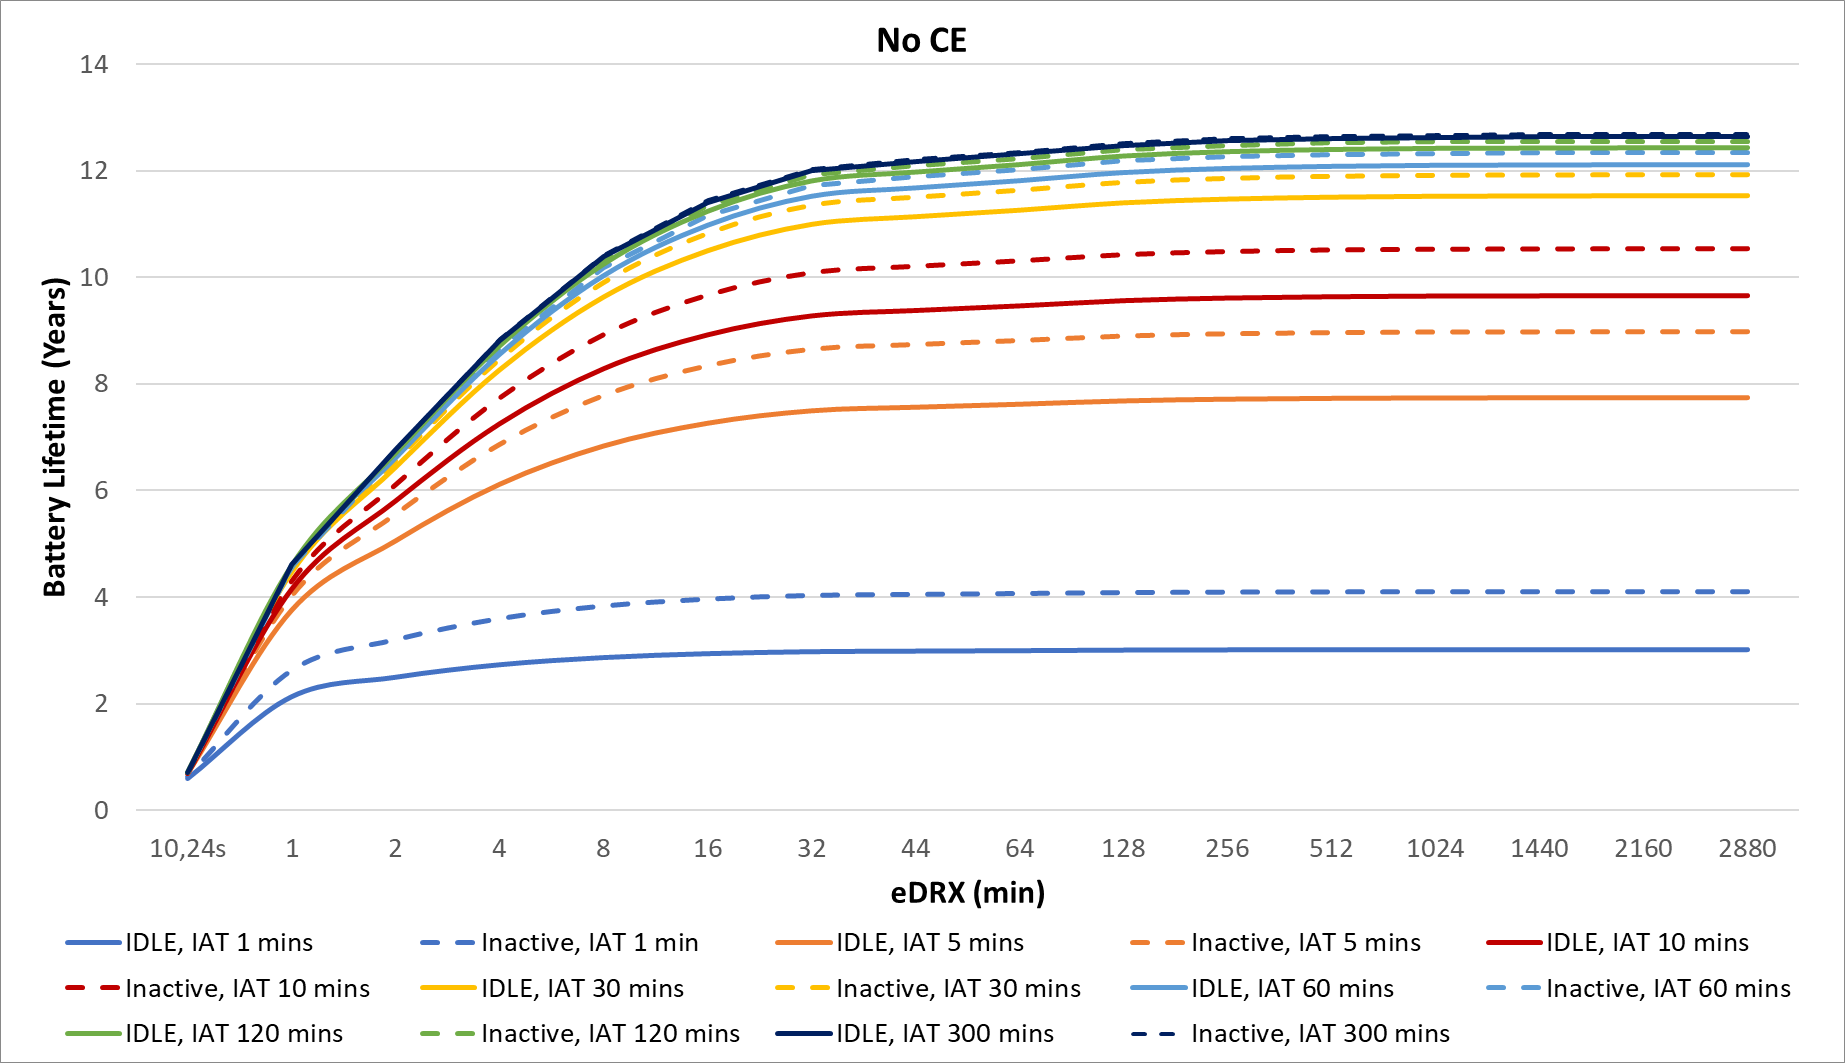 No CE
14
12
10
8
6
4
2
0
Battery Lifetime (Years)
10,24s 1 2 4 8 16 32 44 64 128 256 512 1024 1440 2160 2880
eDRX (min)
IDLE, IAT 1 mins Inactive, IAT 1 min IDLE, IAT 5 mins Inactive, IAT 5 mins IDLE, IAT 10 mins
Inactive, IAT 10 mins IDLE, IAT 30 mins Inactive, IAT 30 mins IDLE, IAT 60 mins Inactive, IAT 60 mins
IDLE, IAT 120 mins Inactive, IAT 120 mins IDLE, IAT 300 mins Inactive, IAT 300 mins